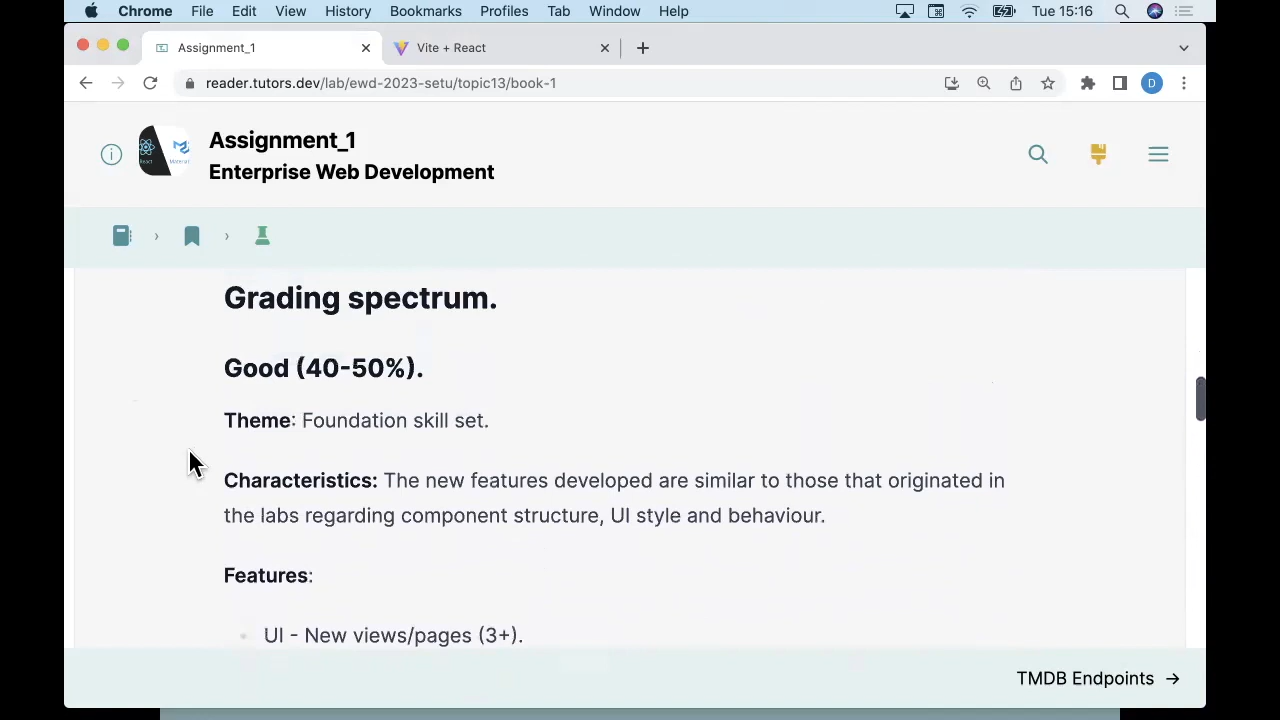 Chrome File Edit View History Bookmarks Profiles Tab Window Help Tue 15:16
Assignment_1 Vite + React
reader.tutors.dev/lab/ewd-2023-setu/topic13/book-1 D
Assignment_1
Enterprise Web Development
Grading spectrum.
Good (40-50%).
Theme: Foundation skill set.
Characteristics: The new features developed are similar to those that originated in
the labs regarding component structure, UI style and behaviour.
Features:
UI - New views/pages (3+).
TMDB Endpoints →